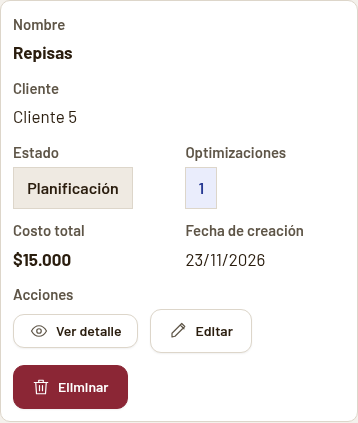 Nombre
Repisas
Cliente
Cliente 5
Estado Optimizaciones
Planificación 1
Costo total Fecha de creación
$15.000 23/11/2026
Acciones
Ver detalle Editar
Eliminar